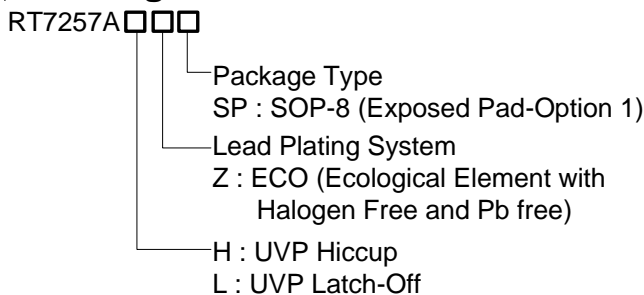 RT7257A□□□
Package Type
SP : SOP-8 (Exposed Pad-Option 1)
Lead Plating System
Z : ECO (Ecological Element with
Halogen Free and Pb free)
H : UVP Hiccup
L : UVP Latch-Off